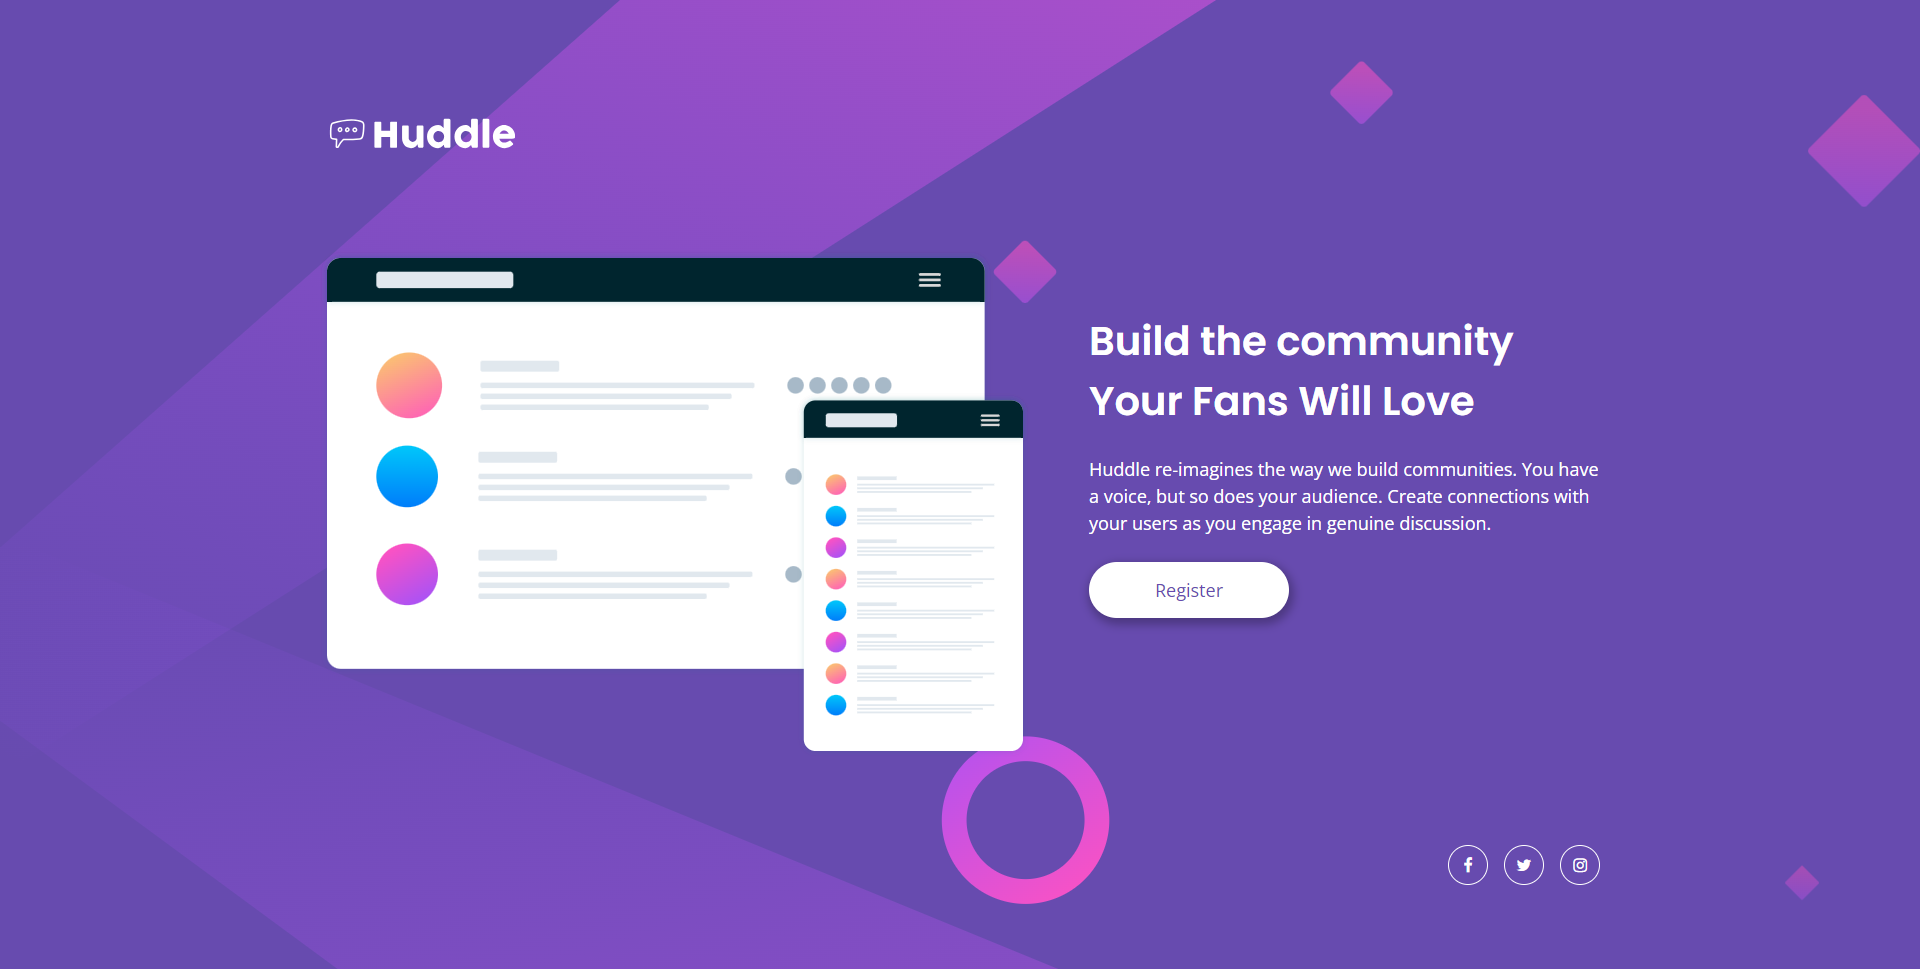 Huddle
Build the community
Your Fans Will Love
Huddle re-imagines the way we build communities. You have
a voice, but so does your audience. Create connections with
your users as you engage in genuine discussion.
Register